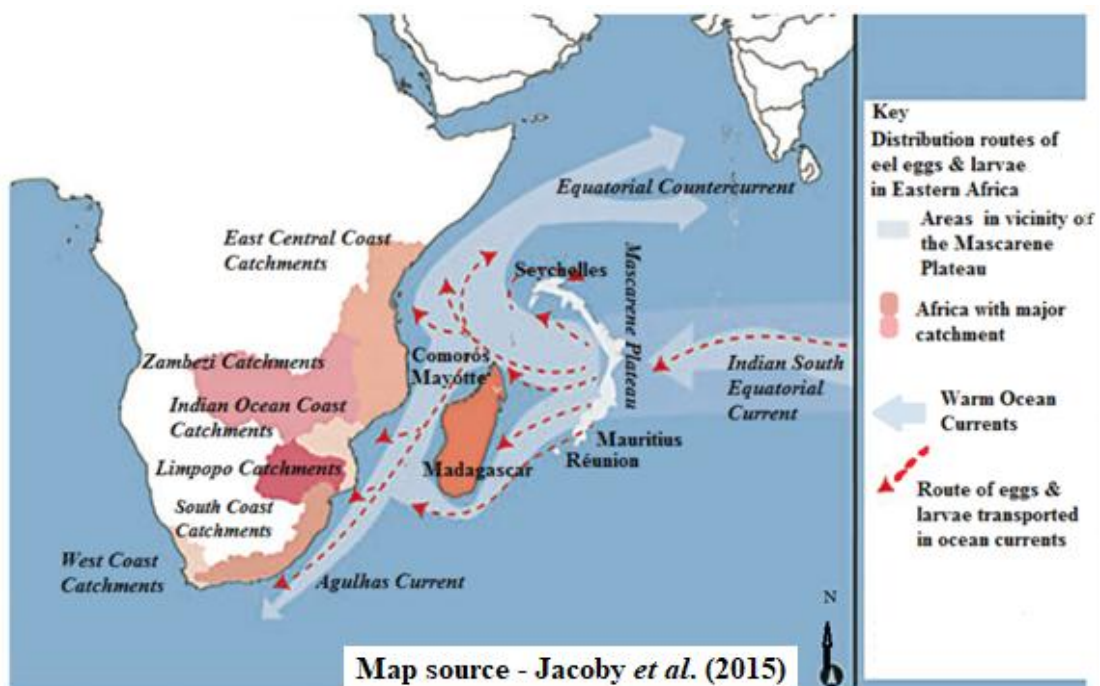 Equatorial Countercurrent
East Central Coast
Catchments
Seychelles
Mascarene Plateau
Zambezi Catchments
Comoros
Mayotte
Indian South
Equatorial
Current
Indian Ocean Coast
Catchments
Limpopo Catchments
Madagascar
Mauritius
Réunion
South Coast
Catchments
West Coast
Catchments
Agulhas Current
Key
Distribution routes of
eel eggs & larvae
in Eastern Africa
Areas in vicinity of
the Mascarene
Plateau
Africa with major
catchment
Warm Ocean
Currents
Route of eggs &
larvae transported
in ocean currents
N
Map source - Jacoby et al. (2015)